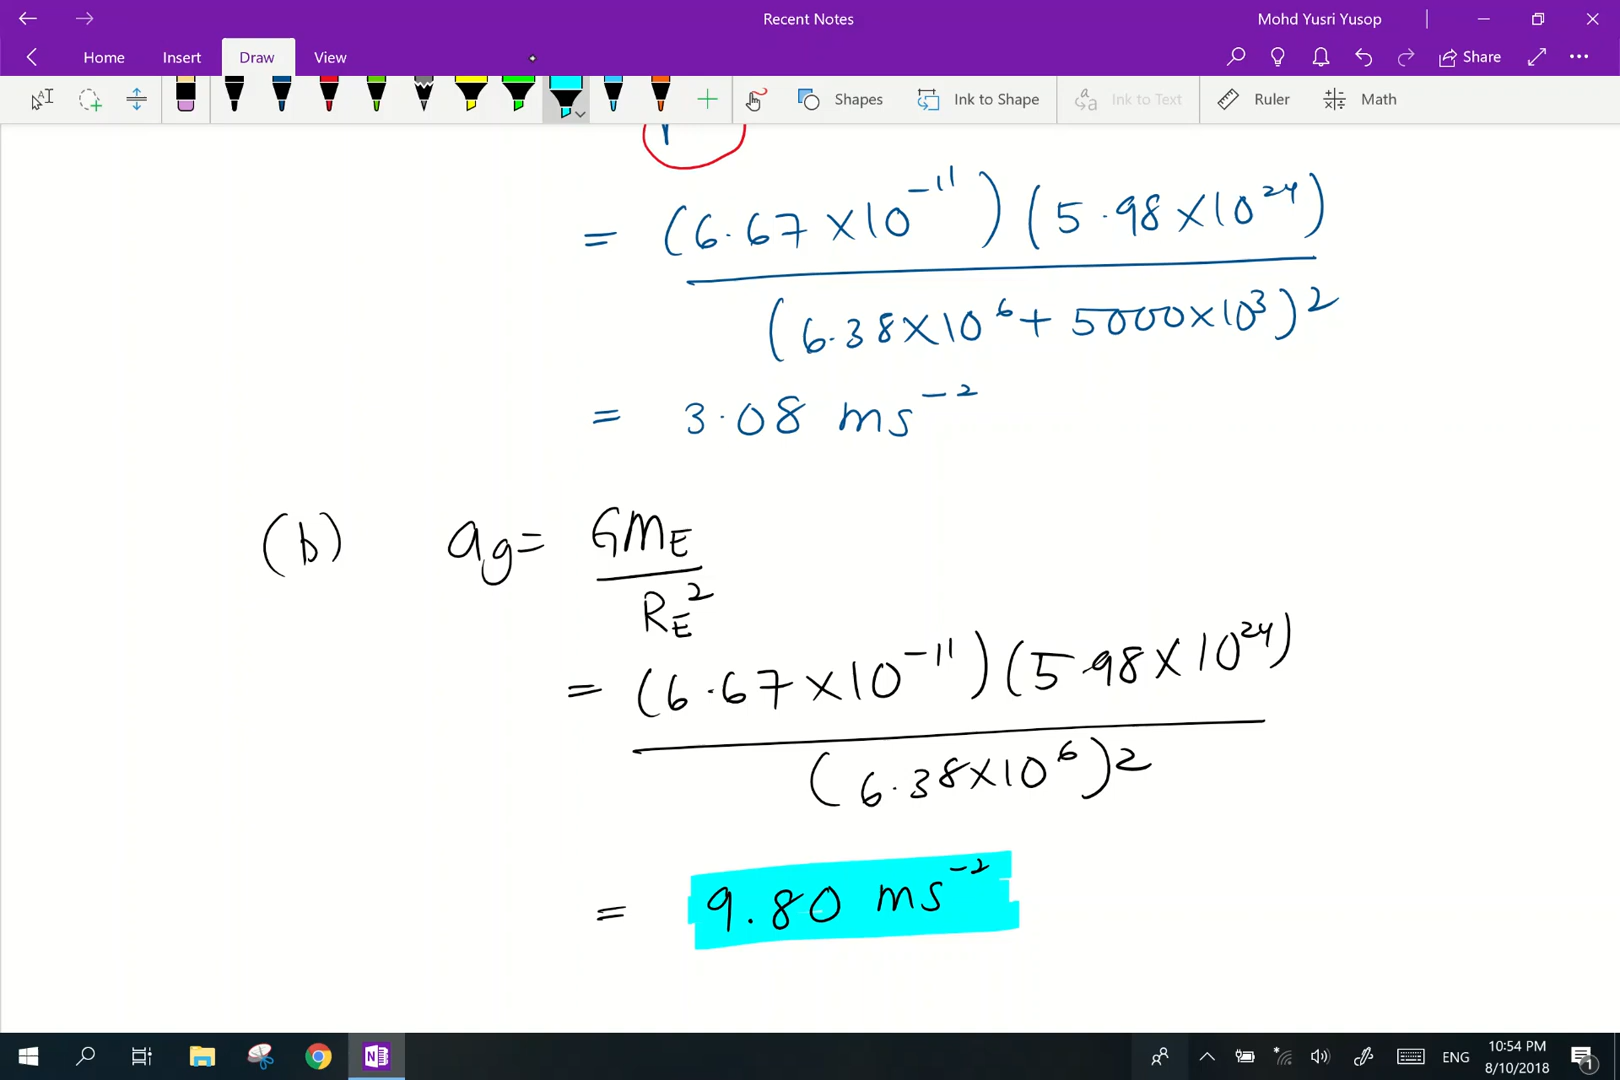 Recent Notes
Mohd Yusri Yusop
Home Insert Draw View
Share
Shapes Ink to Shape Ink to Text Ruler Math
= (6.67 × 10⁻¹¹) (5.98 × 10²⁴)
(6.38 × 10⁶ + 5000 × 10³)²
= 3.08 ms⁻²
(b) ag = GME
RE²
= (6.67 × 10⁻¹¹) (5.98 × 10²⁴)
(6.38 × 10⁶)²
= 9.80 ms⁻²
ENG
10:54 PM
8/10/2018
1